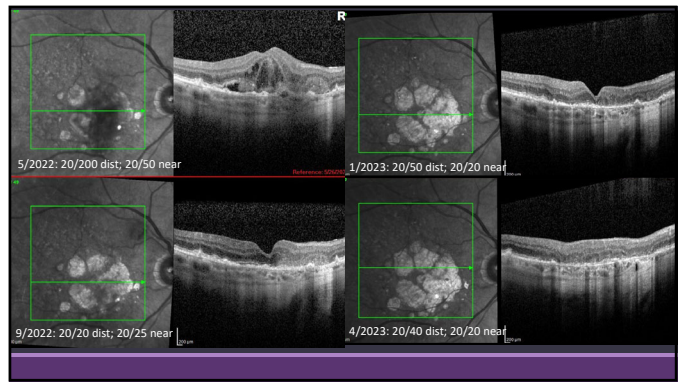 R
5/2022: 20/200 dist; 20/50 near
1/2023: 20/50 dist; 20/20 near
9/2022: 20/20 dist; 20/25 near
200 µm
4/2023: 20/40 dist; 20/20 near
200 µm